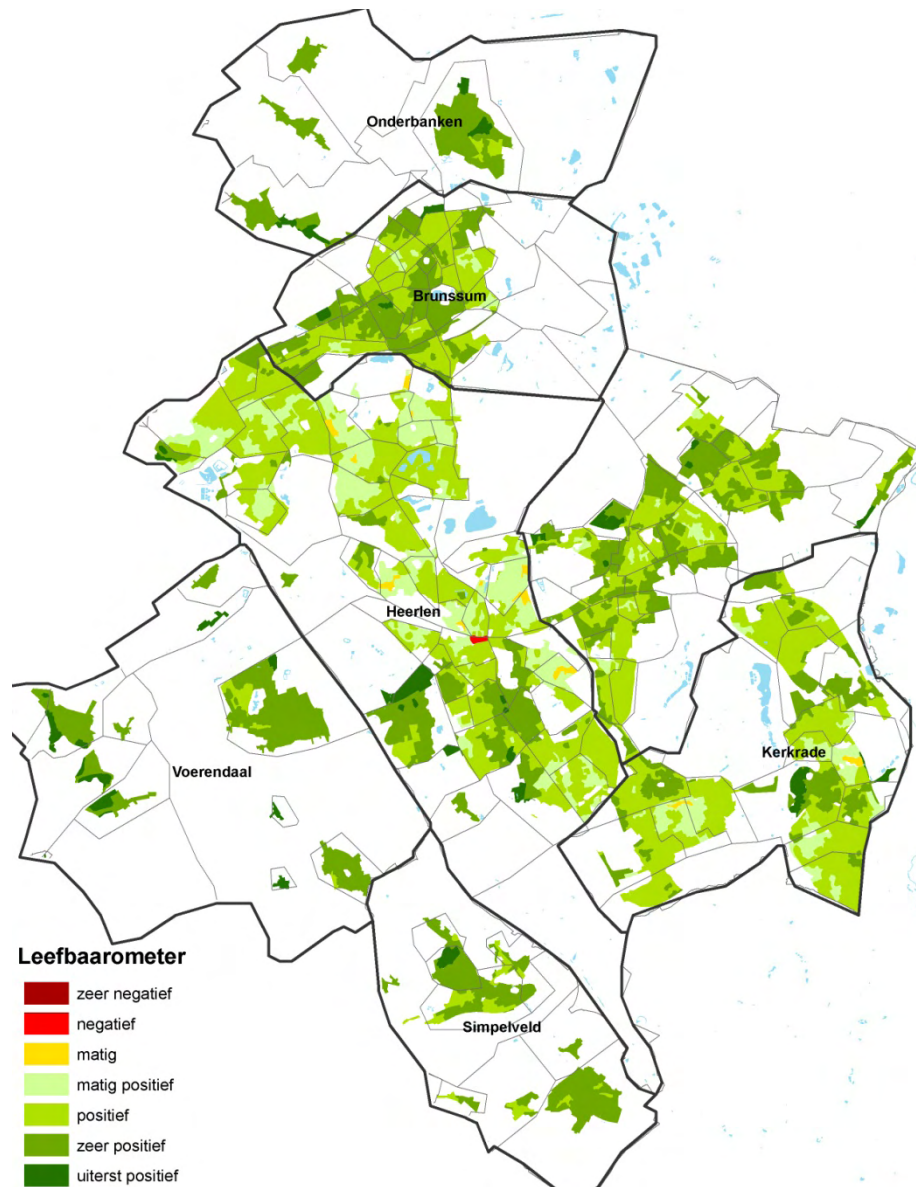 Onderbanken
Brunssum
Heerlen
Kerkrade
Voerendaal
Simpelveld
Leefbaarometer
zeer negatief
negatief
matig
matig positief
positief
zeer positief
uiterst positief